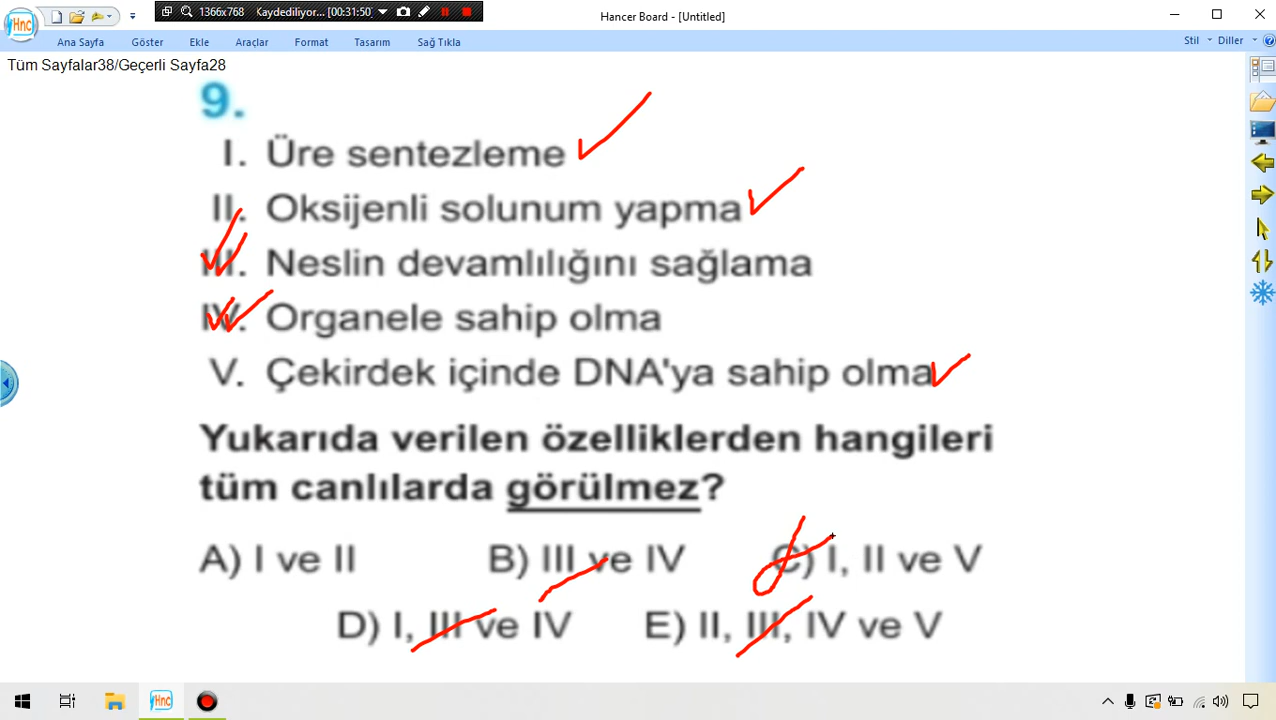 Hnc
1366x768 Kaydediliyor... [00:31:50]
Hancer Board - [Untitled]
Ana Sayfa Göster Ekle Araçlar Format Tasarım Sağ Tıkla
Stil Diller
Tüm Sayfalar38/Geçerli Sayfa28
9.
I. Üre sentezleme
II. Oksijenli solunum yapma
III. Neslin devamlılığını sağlama
IV. Organele sahip olma
V. Çekirdek içinde DNA'ya sahip olma
Yukarıda verilen özelliklerden hangileri
tüm canlılarda görülmez?
A) I ve II B) III ve IV C) I, II ve V
D) I, III ve IV E) II, III, IV ve V
Hnc